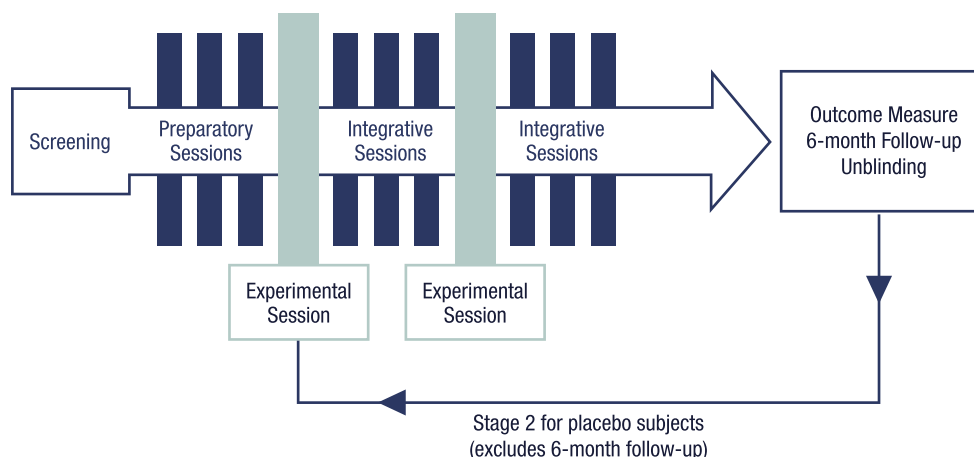 Screening
Preparatory
Sessions
Integrative
Sessions
Integrative
Sessions
Outcome Measure
6-month Follow-up
Unblinding
Experimental
Session
Experimental
Session
Stage 2 for placebo subjects
(excludes 6-month follow-up)